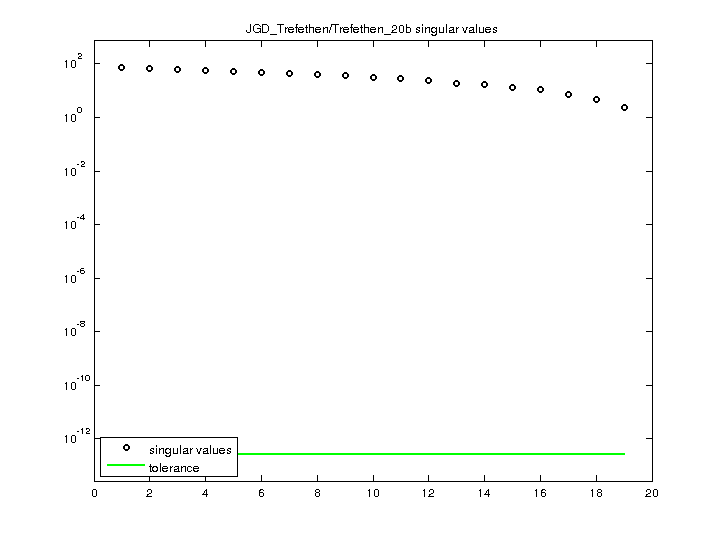 JGD_Trefethen/Trefethen_20b singular values
10^2
10^0
10^-2
10^-4
10^-6
10^-8
10^-10
10^-12
singular values
tolerance
0 2 4 6 8 10 12 14 16 18 20